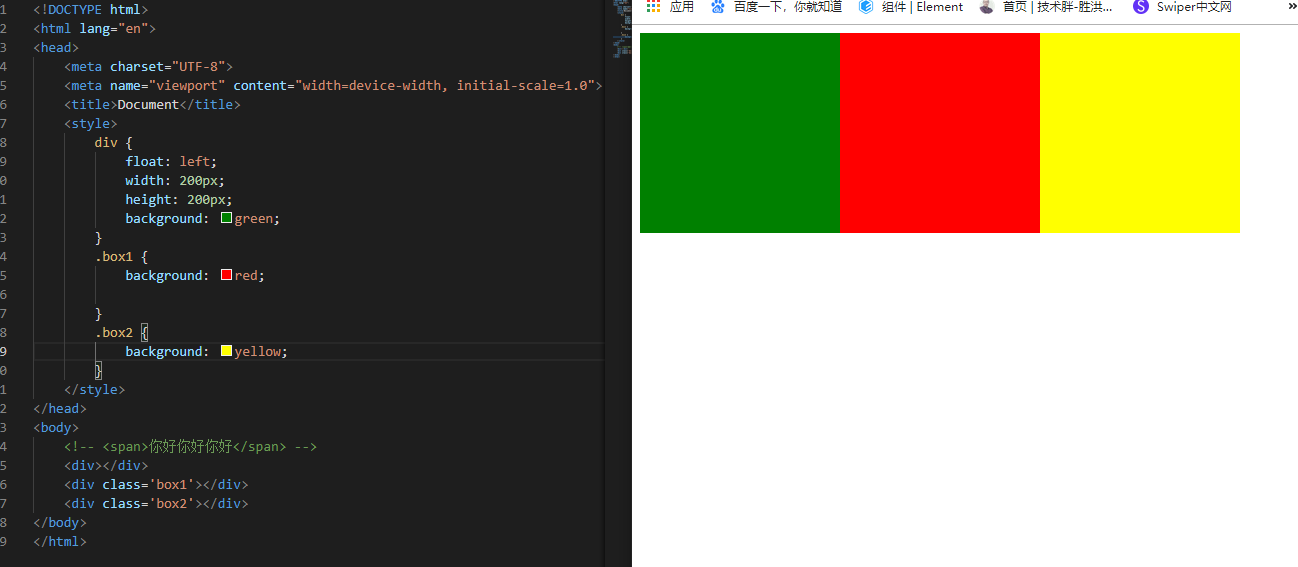 1 <!DOCTYPE html>
2 <html lang="en">
3 <head>
4 <meta charset="UTF-8">
5 <meta name="viewport" content="width=device-width, initial-scale=1.0">
6 <title>Document</title>
7 <style>
8 div {
9 float: left;
0 width: 200px;
1 height: 200px;
2 background: green;
3 }
4 .box1 {
5 background: red;
6
7 }
8 .box2 {
9 background: yellow;
0 }
1 </style>
2 </head>
3 <body>
4 <!-- <span>你好你好你好</span> -->
5 <div></div>
6 <div class='box1'></div>
7 <div class='box2'></div>
8 </body>
9 </html>
应用 百度一下，你就知道 组件 | Element 首页 | 技术胖-胜洪... Swiper中文网 »